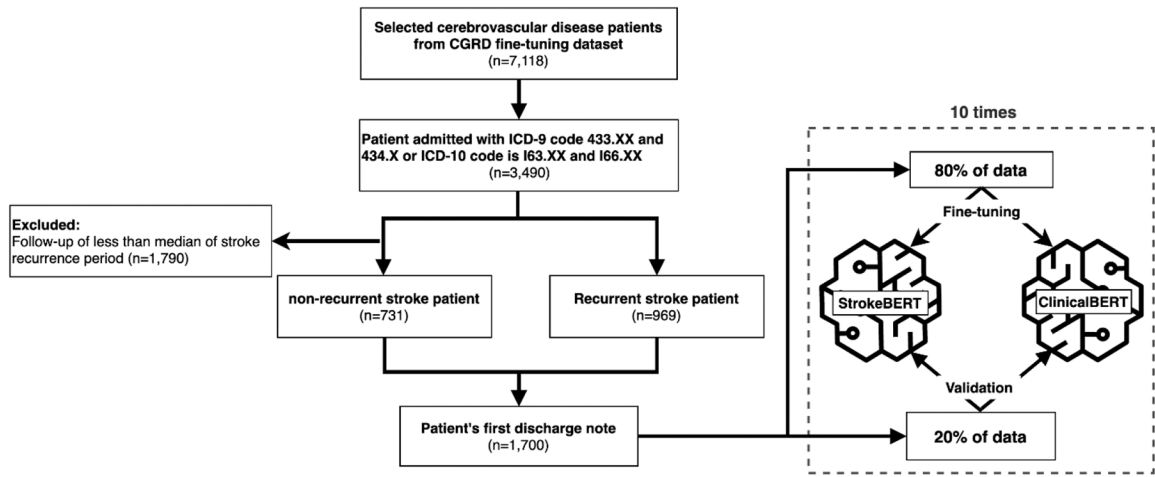 Selected cerebrovascular disease patients
from CGRD fine-tuning dataset
(n=7,118)
Patient admitted with ICD-9 code 433.XX and
434.X or ICD-10 code is I63.XX and I66.XX
(n=3,490)
Excluded:
Follow-up of less than median of stroke
recurrence period (n=1,790)
non-recurrent stroke patient
(n=731)
Recurrent stroke patient
(n=969)
Patient's first discharge note
(n=1,700)
10 times
80% of data
Fine-tuning
StrokeBERT
ClinicalBERT
Validation
20% of data